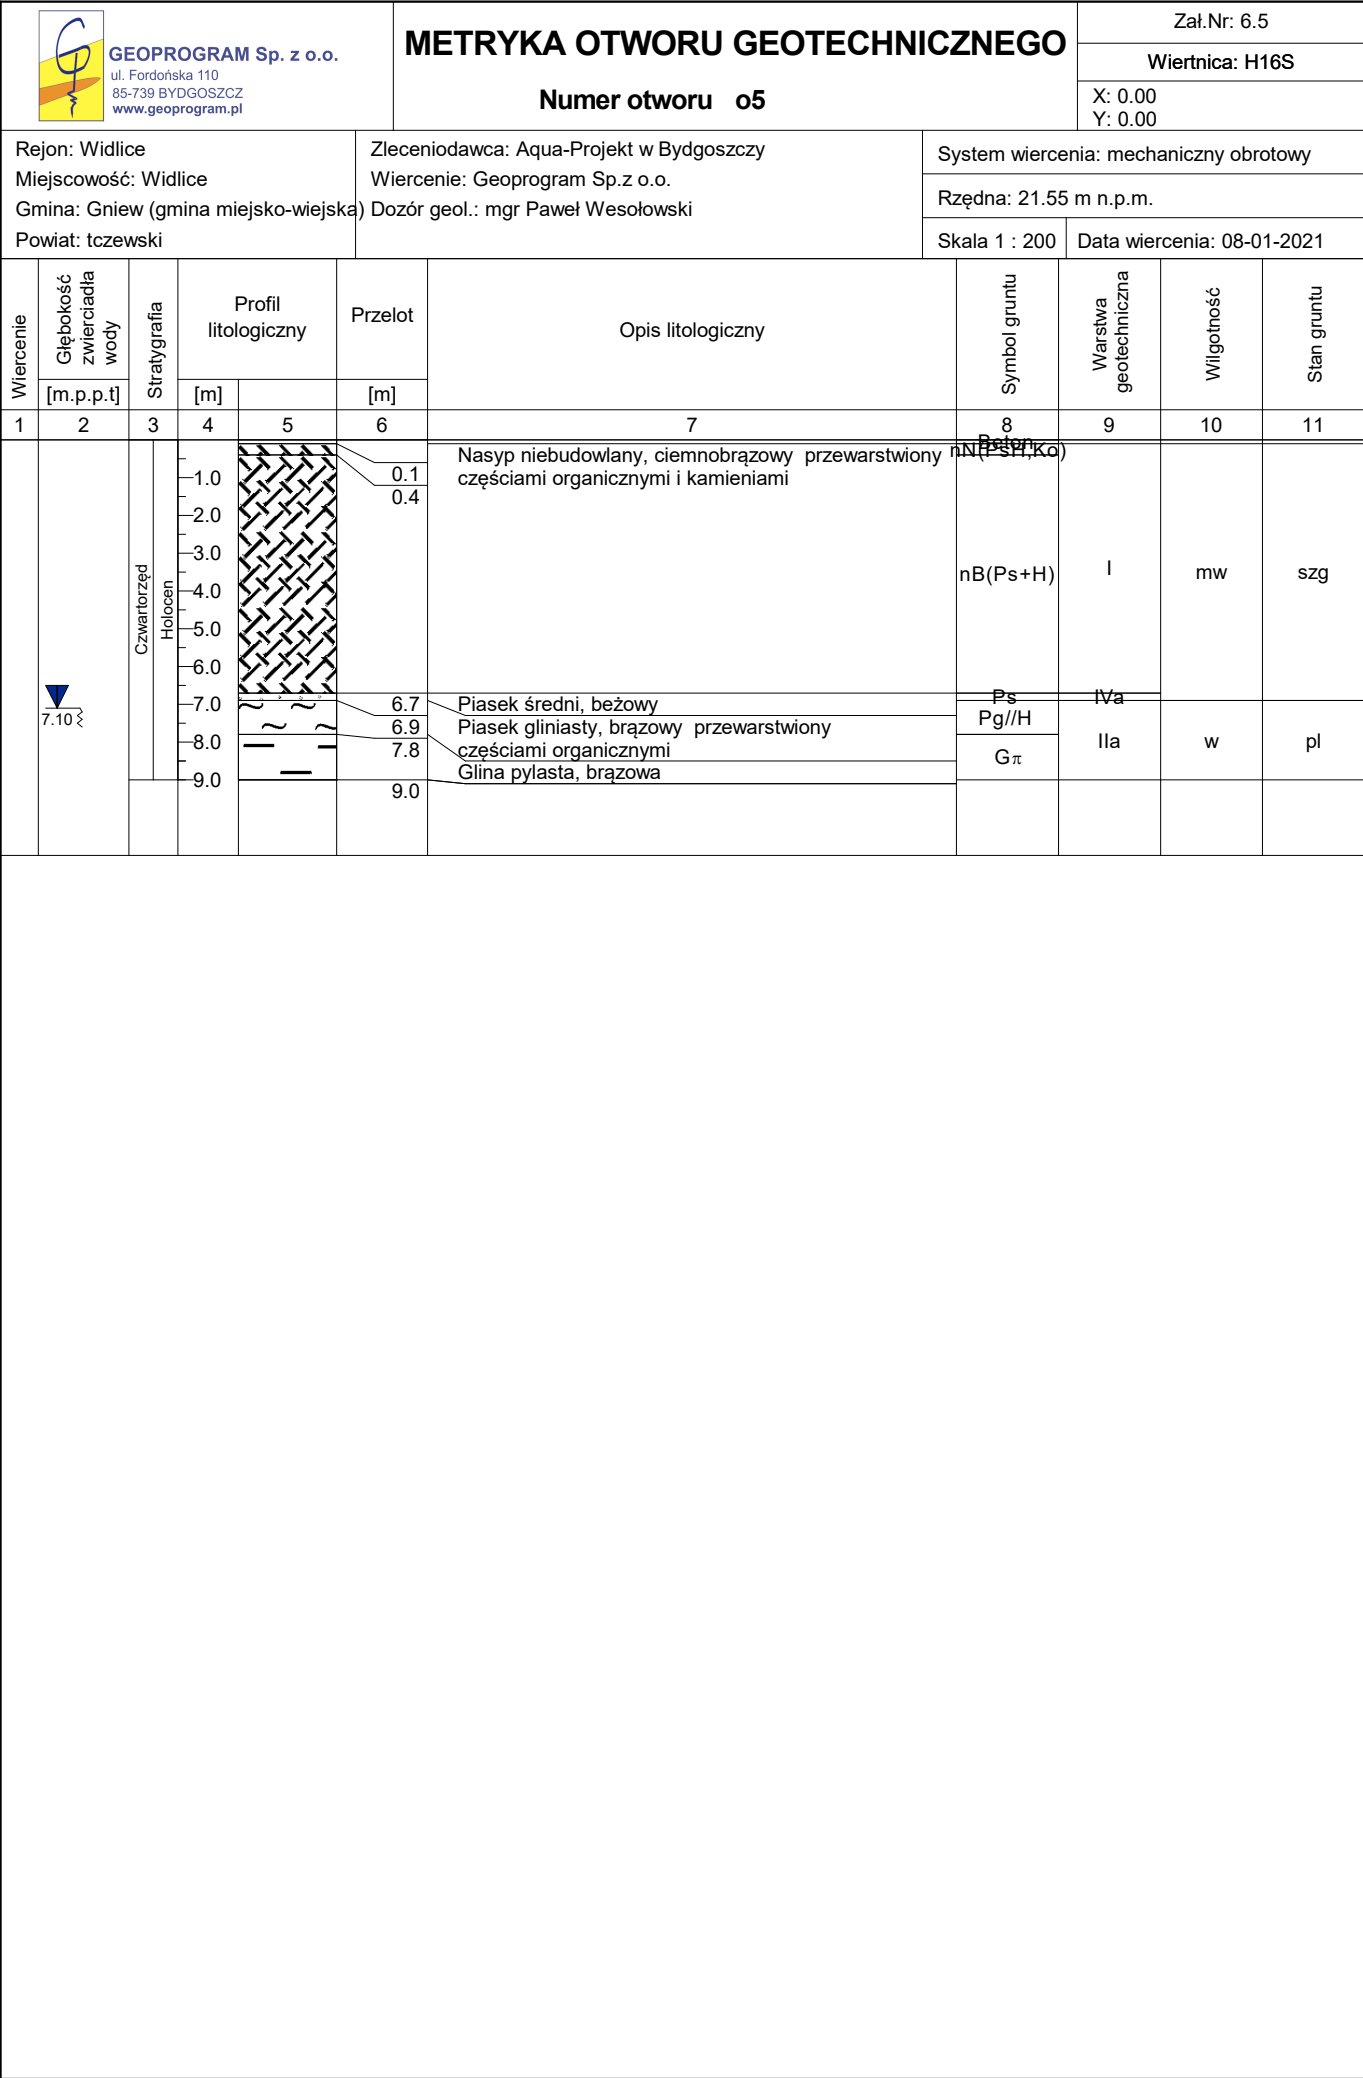 GEOPROGRAM Sp. z o.o.
ul. Fordońska 110
85-739 BYDGOSZCZ
www.geoprogram.pl
METRYKA OTWORU GEOTECHNICZNEGO
Numer otworu o5
Zał.Nr: 6.5
Wiertnica: H16S
X: 0.00
Y: 0.00
Rejon: Widlice
Miejscowość: Widlice
Gmina: Gniew (gmina miejsko-wiejska)
Powiat: tczewski
Zleceniodawca: Aqua-Projekt w Bydgoszczy
Wiercenie: Geoprogram Sp.z o.o.
Dozór geol.: mgr Paweł Wesołowski
System wiercenia: mechaniczny obrotowy
Rzędna: 21.55 m n.p.m.
Skala 1 : 200
Data wiercenia: 08-01-2021
Wiercenie
Głębokość
zwierciadła
wody
[m.p.p.t]
Stratygrafia
Profil
litologiczny
[m]
Przelot
[m]
Opis litologiczny
Symbol gruntu
Warstwa
geotechniczna
Wilgotność
Stan gruntu
1 2 3 4 5 6 7 8 9 10 11
7.10
Czwartorzęd
Holocen
1.0
2.0
3.0
4.0
5.0
6.0
7.0
8.0
9.0
0.1
0.4
6.7
6.9
7.8
9.0
Nasyp niebudowlany, ciemnobrązowy przewarstwiony
częściami organicznymi i kamieniami
Piasek średni, beżowy
Piasek gliniasty, brązowy przewarstwiony
częściami organicznymi
Glina pylasta, brązowa
Beton
nN(PsH,Ko)
nB(Ps+H)
Ps
Pg//H
Gπ
I
IVa
IIa
mw
w
szg
pl